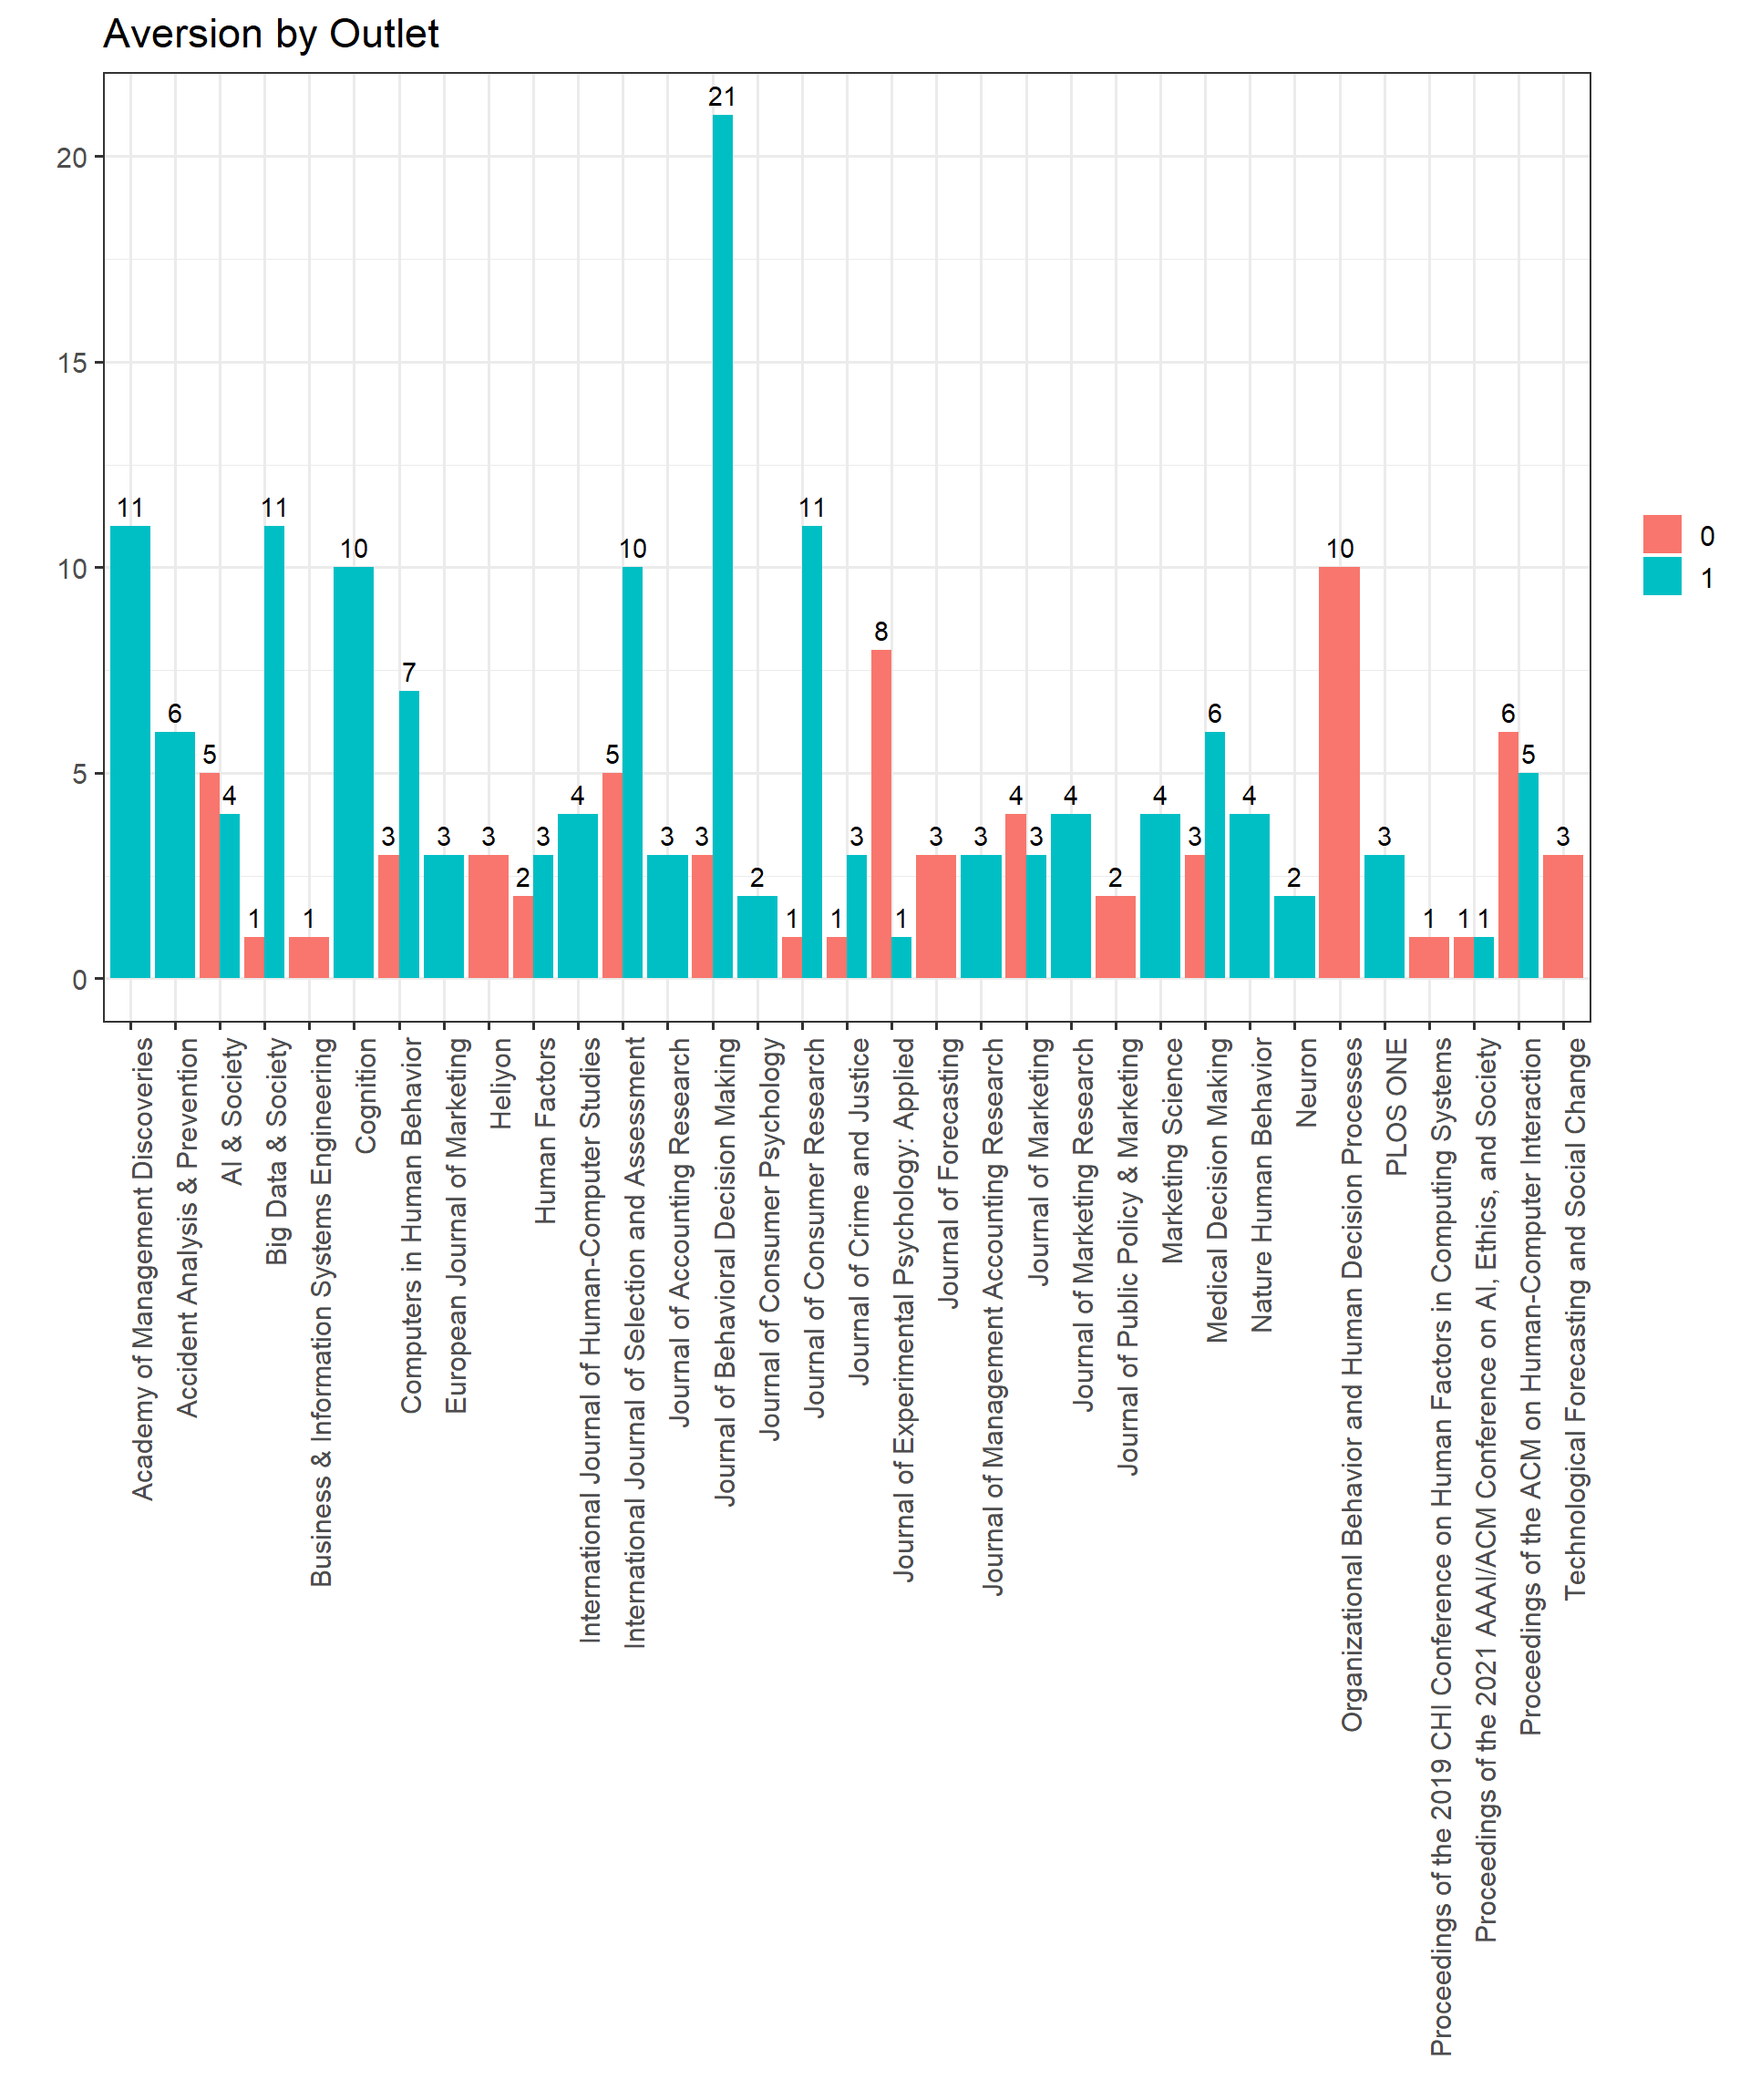 Aversion by Outlet
20
15
10
5
0
11
6
5
4
1
11
1
10
3
7
3
3
2
3
4
5
10
3
3
21
2
1
11
1
3
8
1
3
3
4
3
4
2
4
3
6
4
2
10
3
1
1
1
6
5
3
0
1
Academy of Management Discoveries
Accident Analysis & Prevention
AI & Society
Big Data & Society
Business & Information Systems Engineering
Cognition
Computers in Human Behavior
European Journal of Marketing
Heliyon
Human Factors
International Journal of Human-Computer Studies
International Journal of Selection and Assessment
Journal of Accounting Research
Journal of Behavioral Decision Making
Journal of Consumer Psychology
Journal of Consumer Research
Journal of Crime and Justice
Journal of Experimental Psychology: Applied
Journal of Forecasting
Journal of Management Accounting Research
Journal of Marketing
Journal of Marketing Research
Journal of Public Policy & Marketing
Marketing Science
Medical Decision Making
Nature Human Behavior
Neuron
Organizational Behavior and Human Decision Processes
PLOS ONE
Proceedings of the 2019 CHI Conference on Human Factors in Computing Systems
Proceedings of the 2021 AAAI/ACM Conference on AI, Ethics, and Society
Proceedings of the ACM on Human-Computer Interaction
Technological Forecasting and Social Change